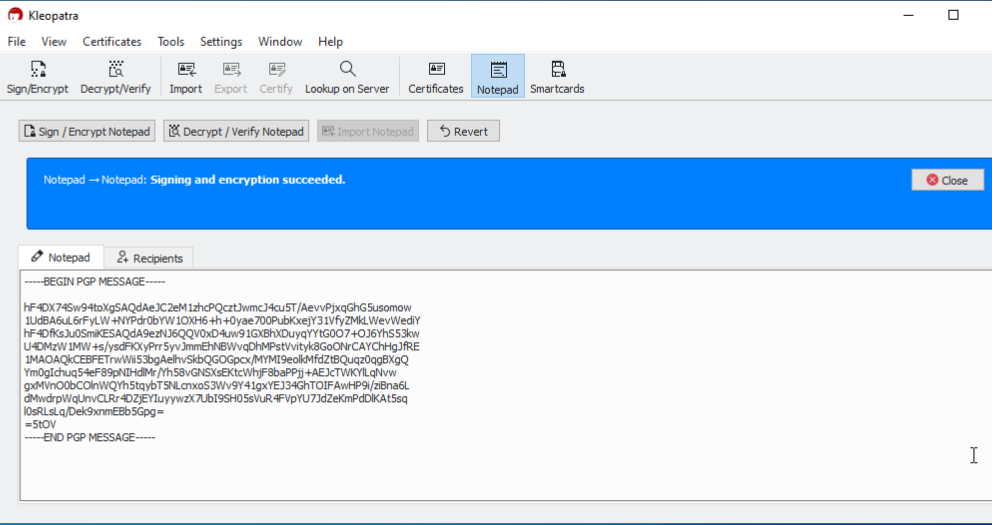 Kleopatra
File View Certificates Tools Settings Window Help
Sign/Encrypt Decrypt/Verify Import Export Certify Lookup on Server Certificates Notepad Smartcards
Sign / Encrypt Notepad Decrypt / Verify Notepad Import Notepad Revert
Notepad → Notepad: Signing and encryption succeeded. Close
Notepad Recipients
-----BEGIN PGP MESSAGE-----
hF4DX74Sw94toXgSAQdAeJC2eM1zhcPQcztJwmcJ4cu5T/AevvPjxqGhG5usomow
1UdBA6uL6rFyLW+NYPdr0bYW1OXH6+h+0yae700PubKxejY31VfyZMkLWevWediY
hF4DfKsJu0SmiKESAQdA9ezNJ6QQV0xD4uw91GXBhXDuyqYYtG0O7+OJ6YhS53kw
U4DMzW1MW+s/ysdFKXyPrr5yvJmmEhNBWvqDhMPstVvityk8GoONrCAYChHgJfRE
1MAOAQkCEBFETrwWii53bgAelhvSkbQGOGpcx/MYMI9eolkMfdZtBQuqz0qgBXgQ
Ym0gIchuq54eF89pNIHdlMr/Yh58vGNSXsEKtcWhjF8baPPjj+AEJcTWKYlLqNvw
gxMVnO0bCOlnWQYh5tqybT5NLcnxoS3Wv9Y41gxYEJ34GhTOIFAwHP9i/ziBna6L
dMwdrpWqUnvCLRr4DZjEYIuyywzX7UbI9SH05sVuR4FVpYU7JdZeKmPdDlKAt5sq
l0sRLsLq/Dek9xnmEBb5Gpg=
=5tOV
-----END PGP MESSAGE-----